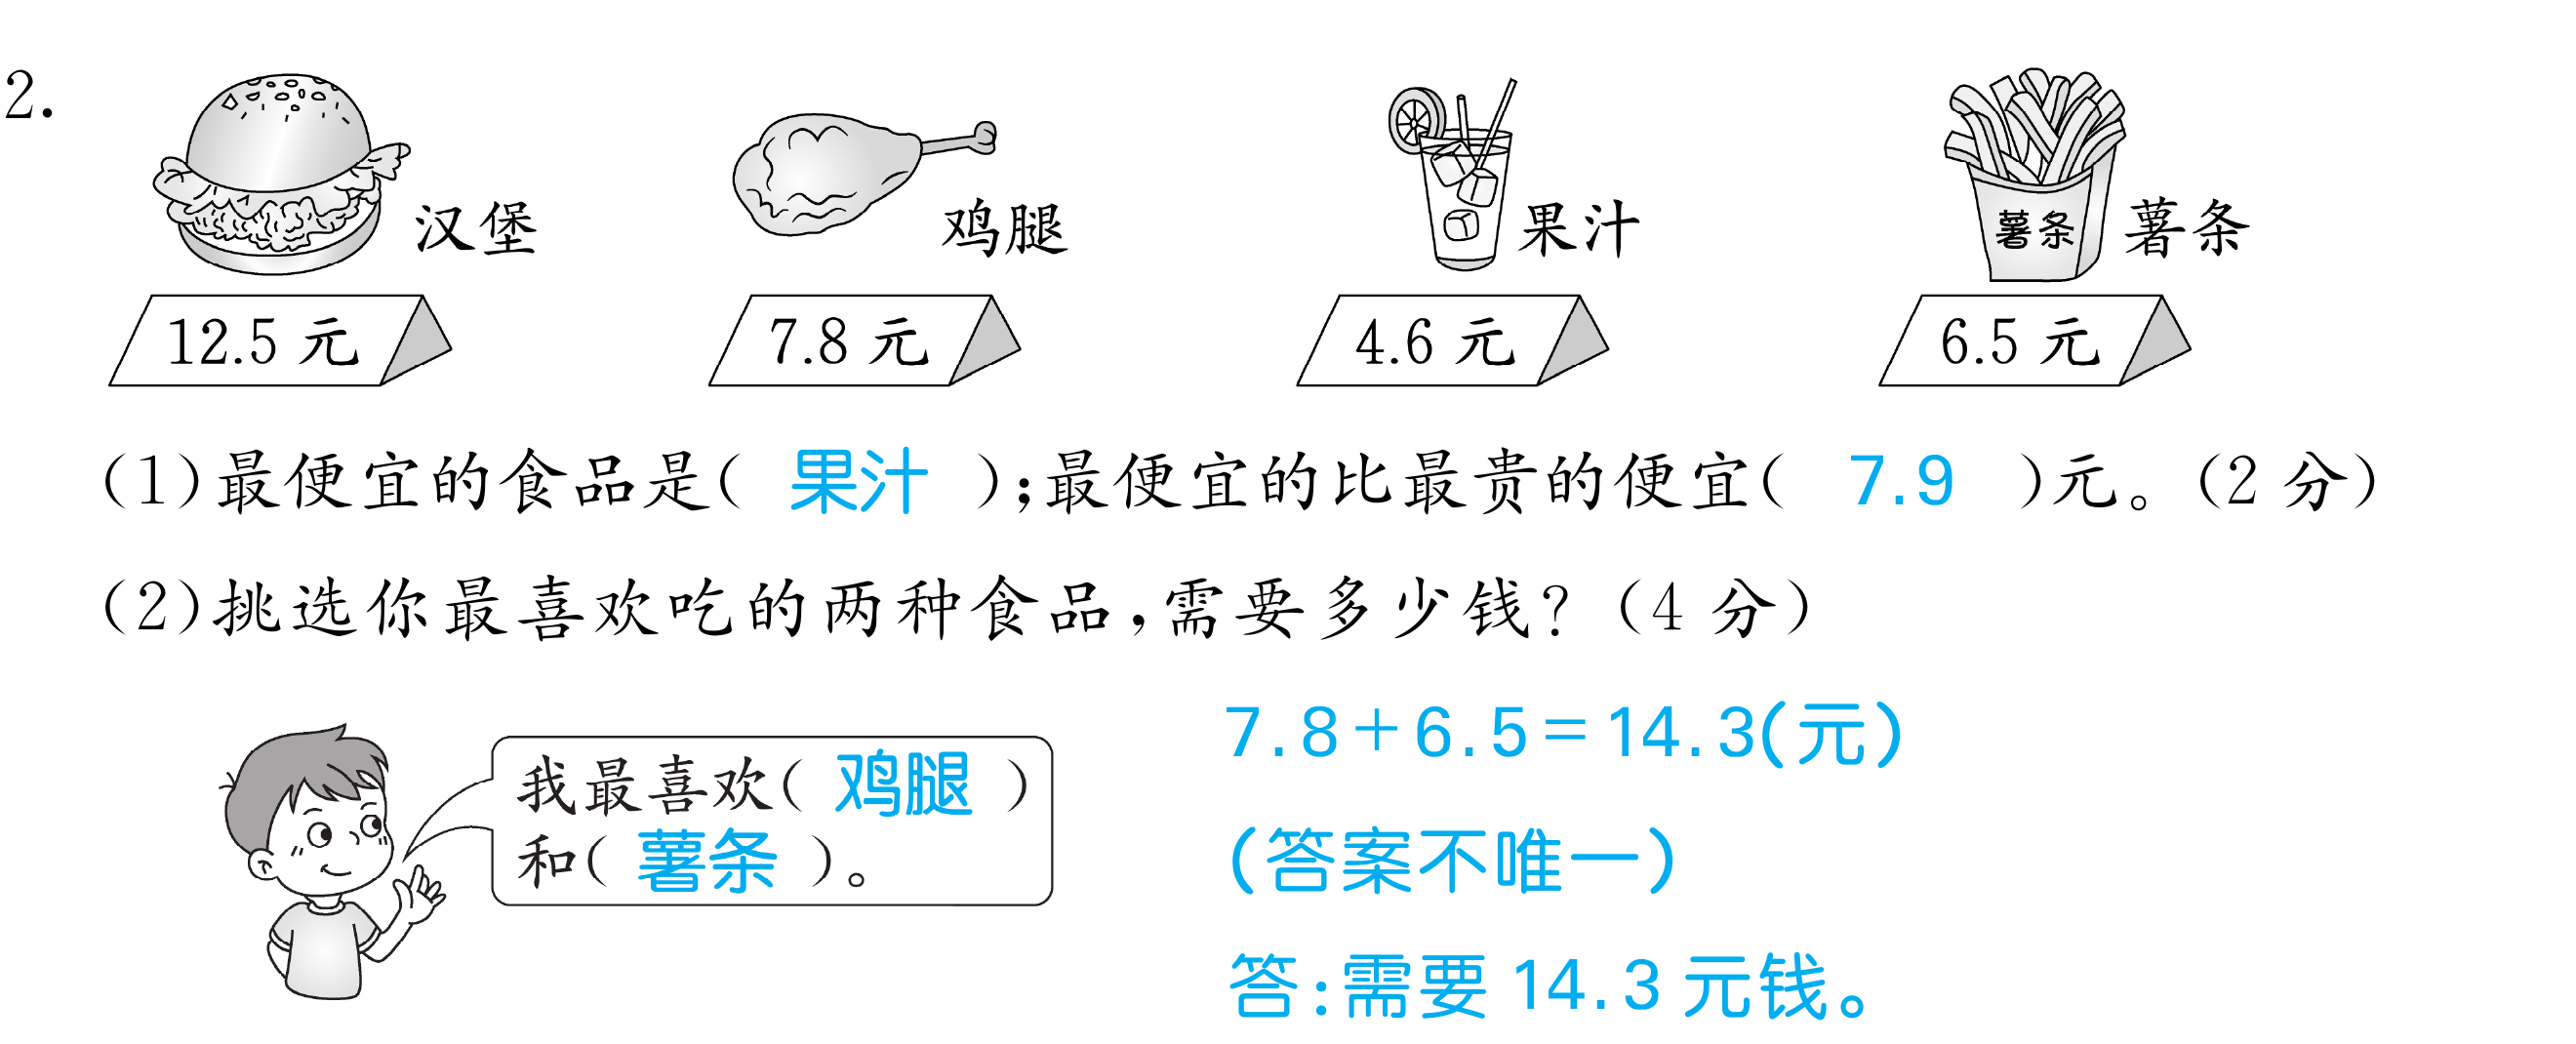 2.
汉堡 鸡腿 果汁 薯条 薯条
12.5 元 7.8 元 4.6 元 6.5 元
(1)最便宜的食品是( 果汁 );最便宜的比最贵的便宜( 7.9 )元。(2 分)
(2)挑选你最喜欢吃的两种食品,需要多少钱?(4 分)
我最喜欢( 鸡腿 )
和( 薯条 )。
7.8+6.5=14.3(元)
(答案不唯一)
答:需要 14.3 元钱。